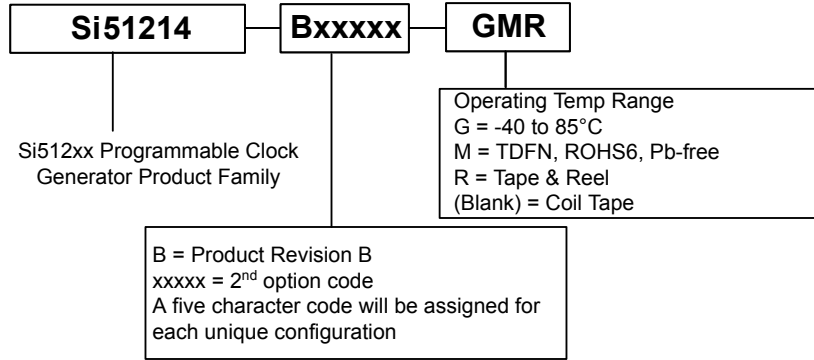 Si51214
Bxxxxx
GMR
Operating Temp Range
G = -40 to 85°C
M = TDFN, ROHS6, Pb-free
R = Tape & Reel
(Blank) = Coil Tape
Si512xx Programmable Clock
Generator Product Family
B = Product Revision B
xxxxx = 2nd option code
A five character code will be assigned for
each unique configuration